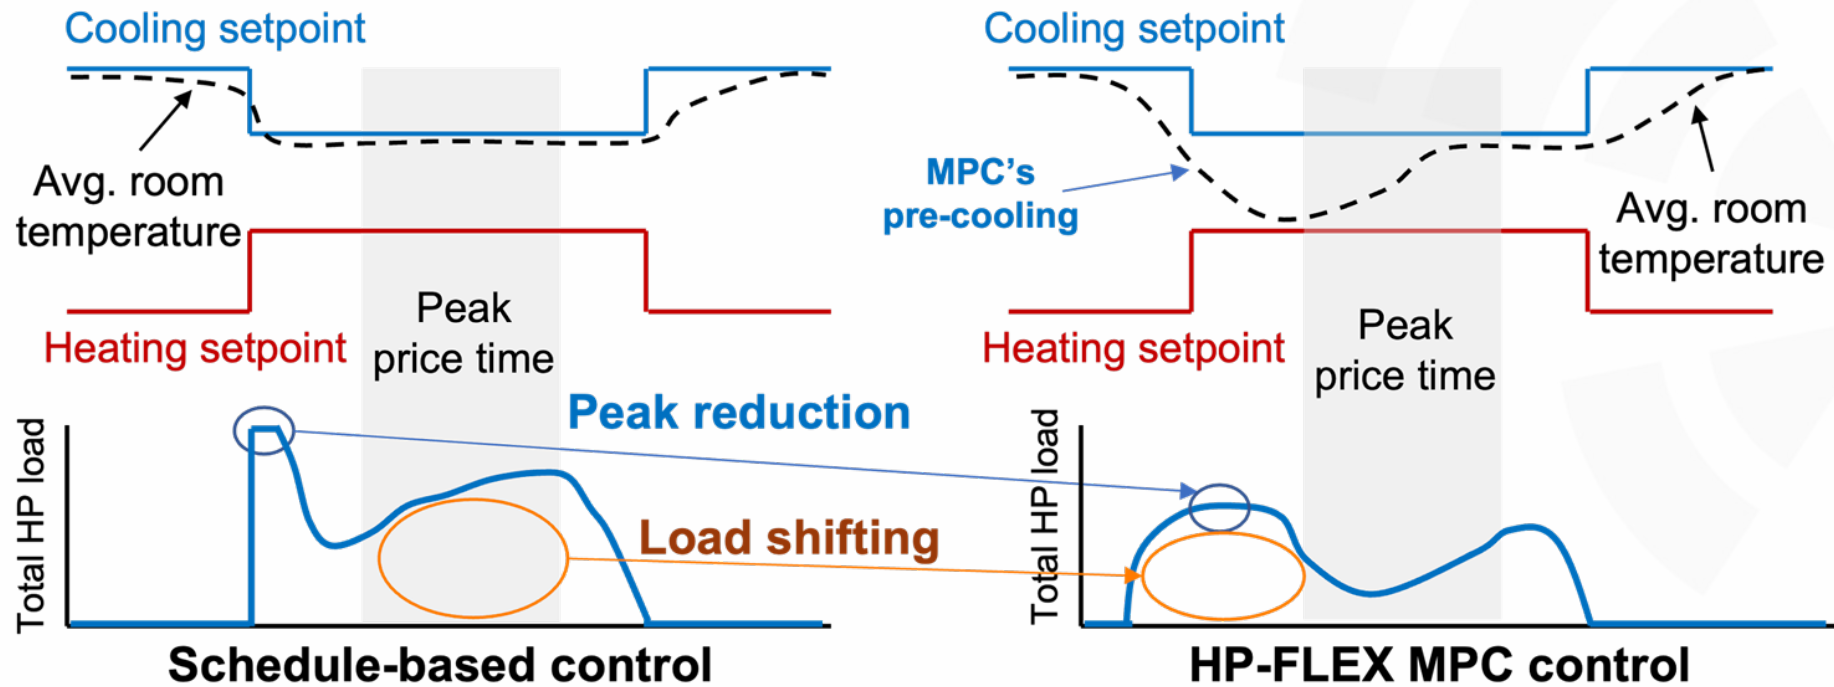 Cooling setpoint
Avg. room
temperature
Peak
price time
Heating setpoint
Total HP load
Schedule-based control
Peak reduction
Load shifting
Cooling setpoint
MPC's
pre-cooling
Avg. room
temperature
Heating setpoint
Peak
price time
Total HP load
HP-FLEX MPC control